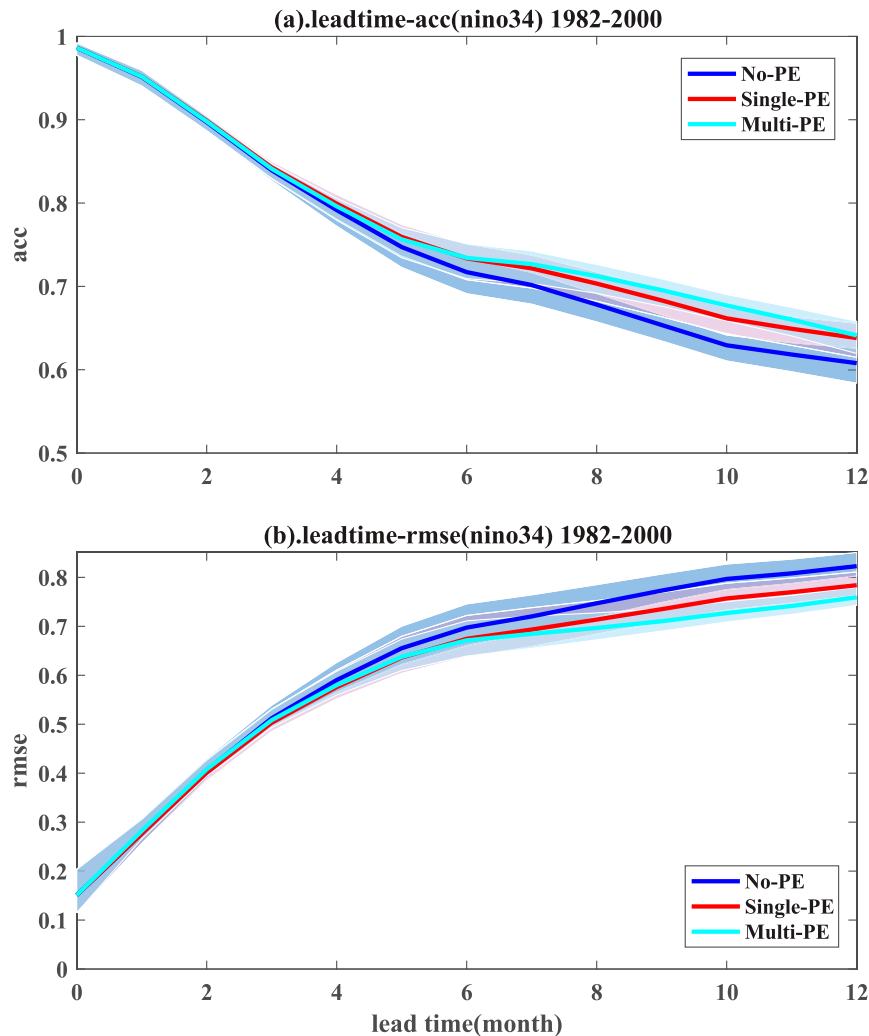 (a).leadtime-acc(nino34) 1982-2000
1
0.9
0.8
0.7
0.6
0.5
acc
No-PE
Single-PE
Multi-PE
0 2 4 6 8 10 12
(b).leadtime-rmse(nino34) 1982-2000
0.8
0.7
0.6
0.5
0.4
0.3
0.2
0.1
0
rmse
No-PE
Single-PE
Multi-PE
0 2 4 6 8 10 12
lead time(month)